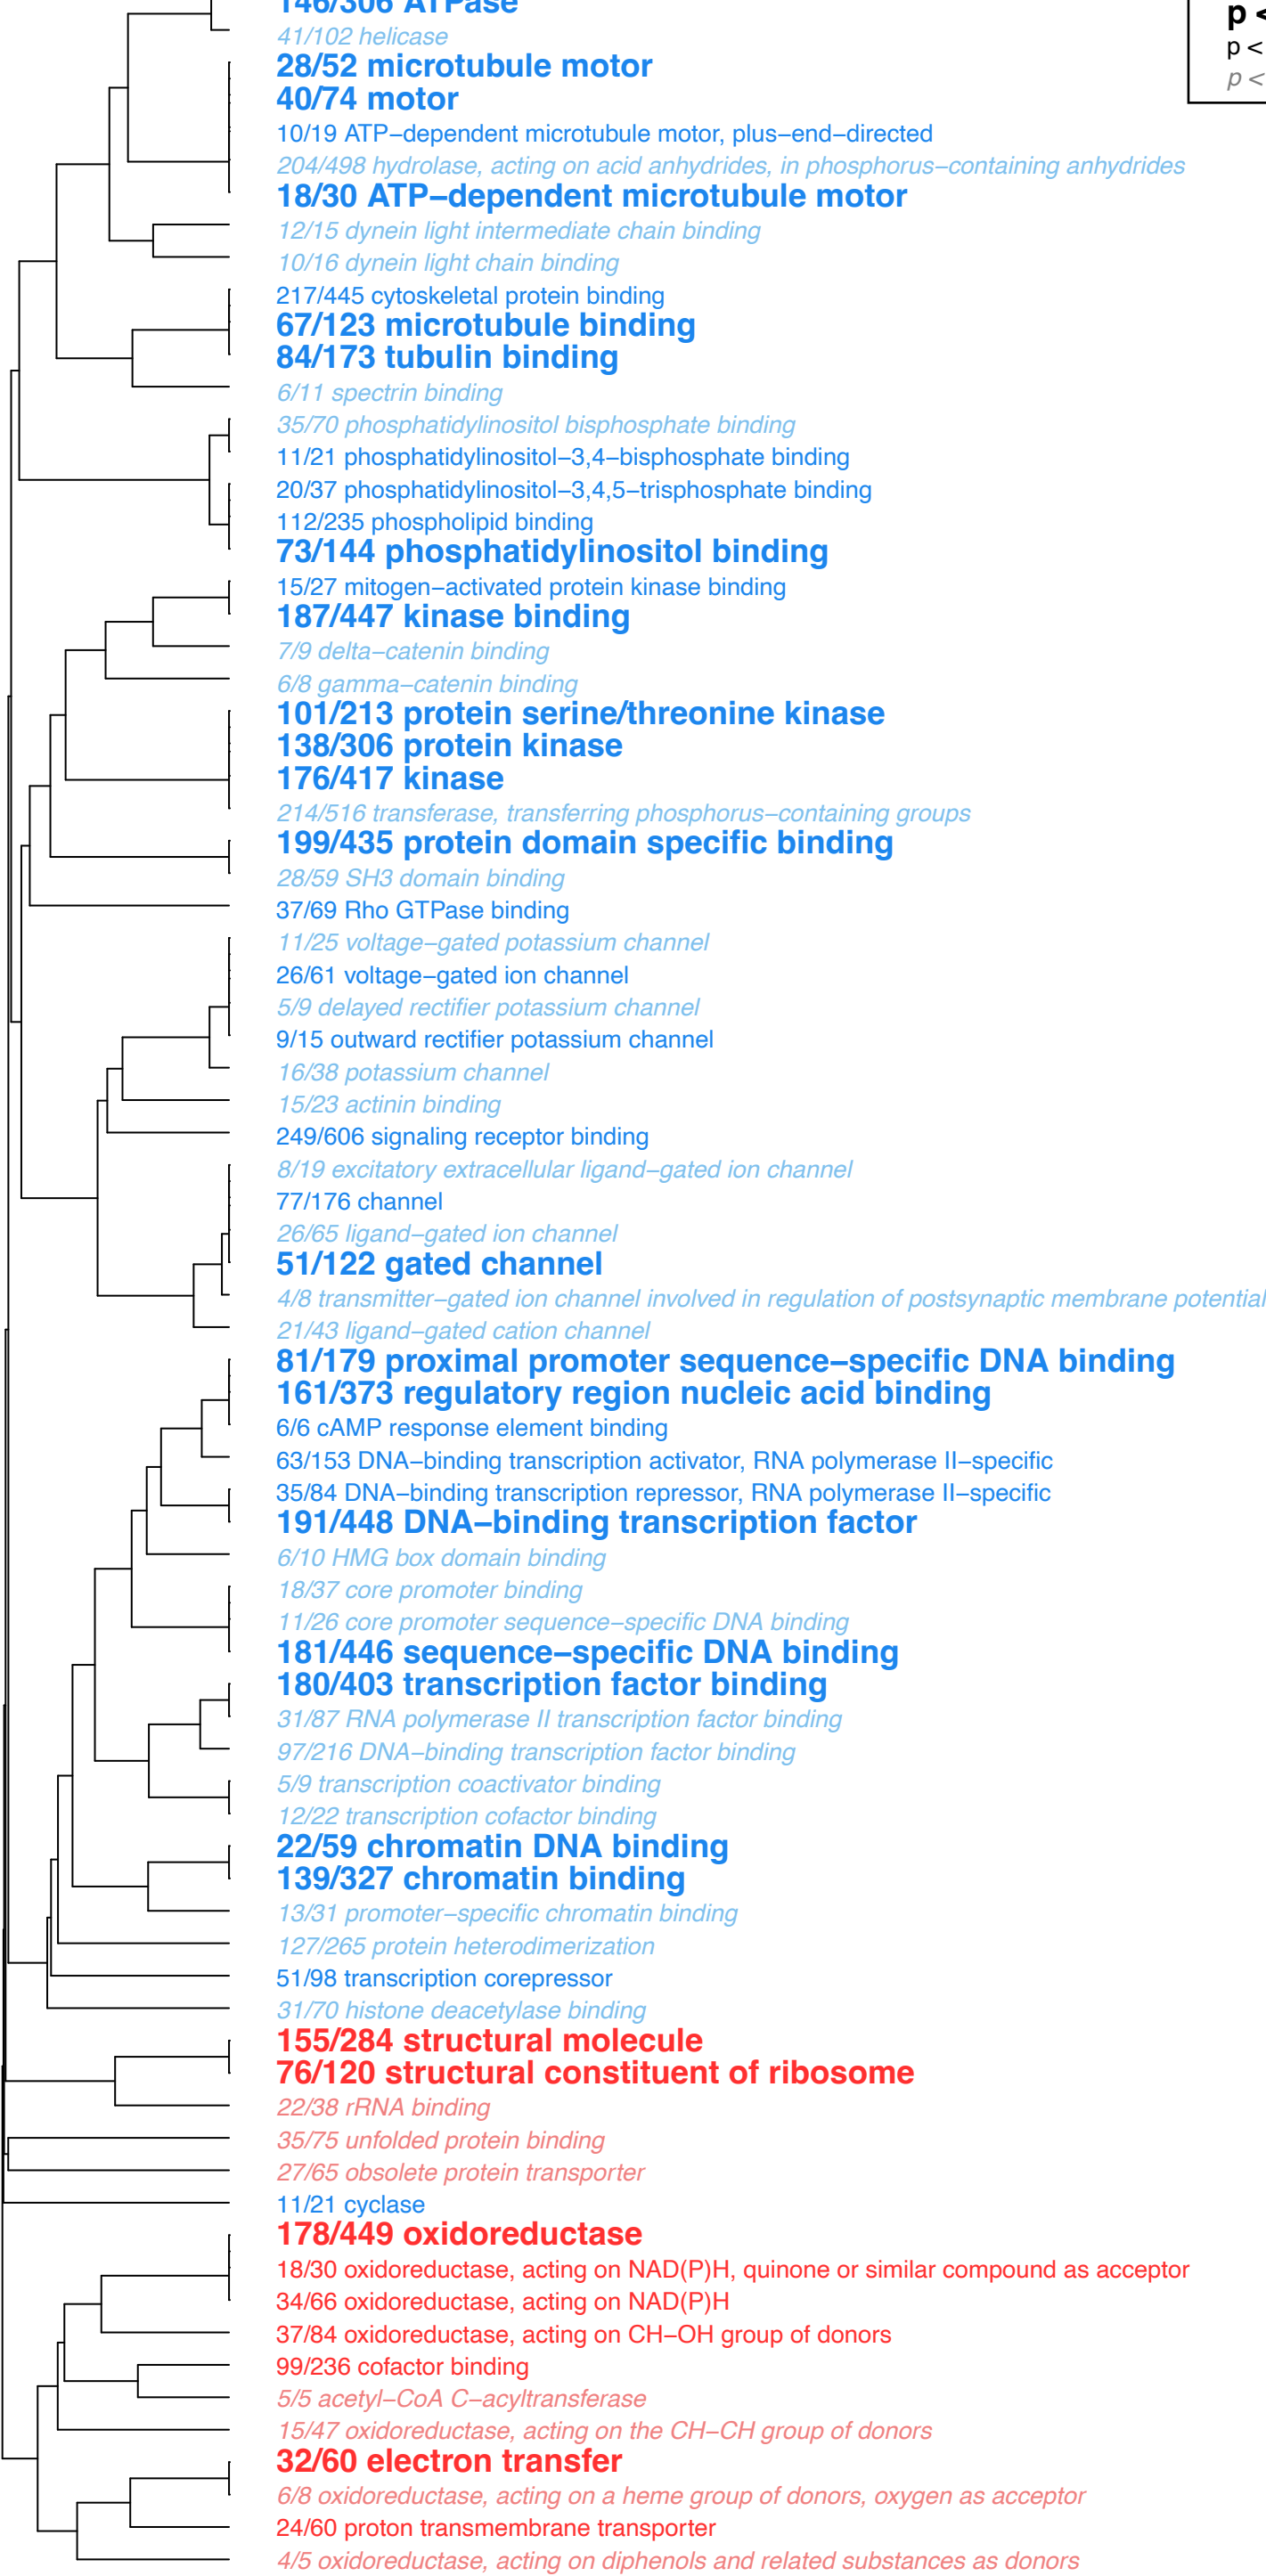 146/306 ATPase
p <
p <
p <
41/102 helicase
28/52 microtubule motor
40/74 motor
10/19 ATP−dependent microtubule motor, plus−end−directed
204/498 hydrolase, acting on acid anhydrides, in phosphorus−containing anhydrides
18/30 ATP−dependent microtubule motor
12/15 dynein light intermediate chain binding
10/16 dynein light chain binding
217/445 cytoskeletal protein binding
67/123 microtubule binding
84/173 tubulin binding
6/11 spectrin binding
35/70 phosphatidylinositol bisphosphate binding
11/21 phosphatidylinositol−3,4−bisphosphate binding
20/37 phosphatidylinositol−3,4,5−trisphosphate binding
112/235 phospholipid binding
73/144 phosphatidylinositol binding
15/27 mitogen−activated protein kinase binding
187/447 kinase binding
7/9 delta−catenin binding
6/8 gamma−catenin binding
101/213 protein serine/threonine kinase
138/306 protein kinase
176/417 kinase
214/516 transferase, transferring phosphorus−containing groups
199/435 protein domain specific binding
28/59 SH3 domain binding
37/69 Rho GTPase binding
11/25 voltage−gated potassium channel
26/61 voltage−gated ion channel
5/9 delayed rectifier potassium channel
9/15 outward rectifier potassium channel
16/38 potassium channel
15/23 actinin binding
249/606 signaling receptor binding
8/19 excitatory extracellular ligand−gated ion channel
77/176 channel
26/65 ligand−gated ion channel
51/122 gated channel
4/8 transmitter−gated ion channel involved in regulation of postsynaptic membrane potential
21/43 ligand−gated cation channel
81/179 proximal promoter sequence−specific DNA binding
161/373 regulatory region nucleic acid binding
6/6 cAMP response element binding
63/153 DNA−binding transcription activator, RNA polymerase II−specific
35/84 DNA−binding transcription repressor, RNA polymerase II−specific
191/448 DNA−binding transcription factor
6/10 HMG box domain binding
18/37 core promoter binding
11/26 core promoter sequence−specific DNA binding
181/446 sequence−specific DNA binding
180/403 transcription factor binding
31/87 RNA polymerase II transcription factor binding
97/216 DNA−binding transcription factor binding
5/9 transcription coactivator binding
12/22 transcription cofactor binding
22/59 chromatin DNA binding
139/327 chromatin binding
13/31 promoter−specific chromatin binding
127/265 protein heterodimerization
51/98 transcription corepressor
31/70 histone deacetylase binding
155/284 structural molecule
76/120 structural constituent of ribosome
22/38 rRNA binding
35/75 unfolded protein binding
27/65 obsolete protein transporter
11/21 cyclase
178/449 oxidoreductase
18/30 oxidoreductase, acting on NAD(P)H, quinone or similar compound as acceptor
34/66 oxidoreductase, acting on NAD(P)H
37/84 oxidoreductase, acting on CH−OH group of donors
99/236 cofactor binding
5/5 acetyl−CoA C−acyltransferase
15/47 oxidoreductase, acting on the CH−CH group of donors
32/60 electron transfer
6/8 oxidoreductase, acting on a heme group of donors, oxygen as acceptor
24/60 proton transmembrane transporter
4/5 oxidoreductase, acting on diphenols and related substances as donors